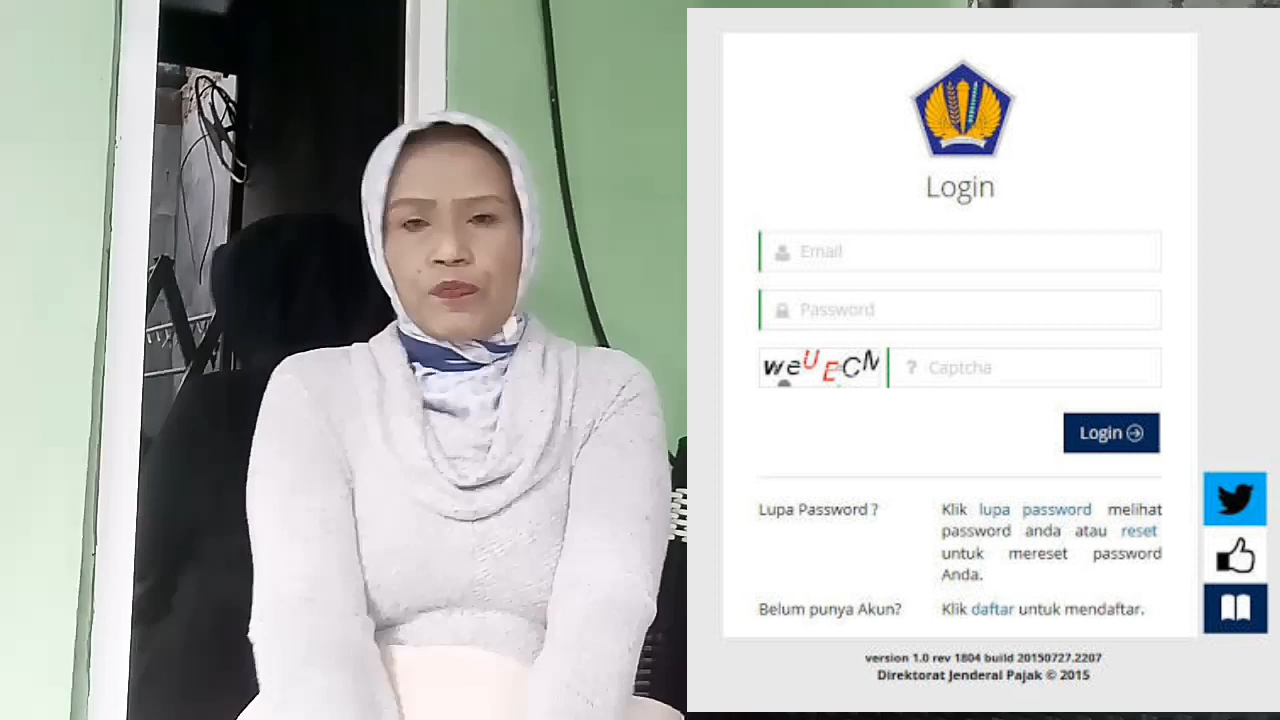 Login
Email
Password
weUECN
? Captcha
Login
Lupa Password ?
Klik lupa password melihat
password anda atau reset
untuk mereset password
Anda.
Belum punya Akun?
Klik daftar untuk mendaftar.
version 1.0 rev 1804 build 20150727.2207
Direktorat Jenderal Pajak © 2015